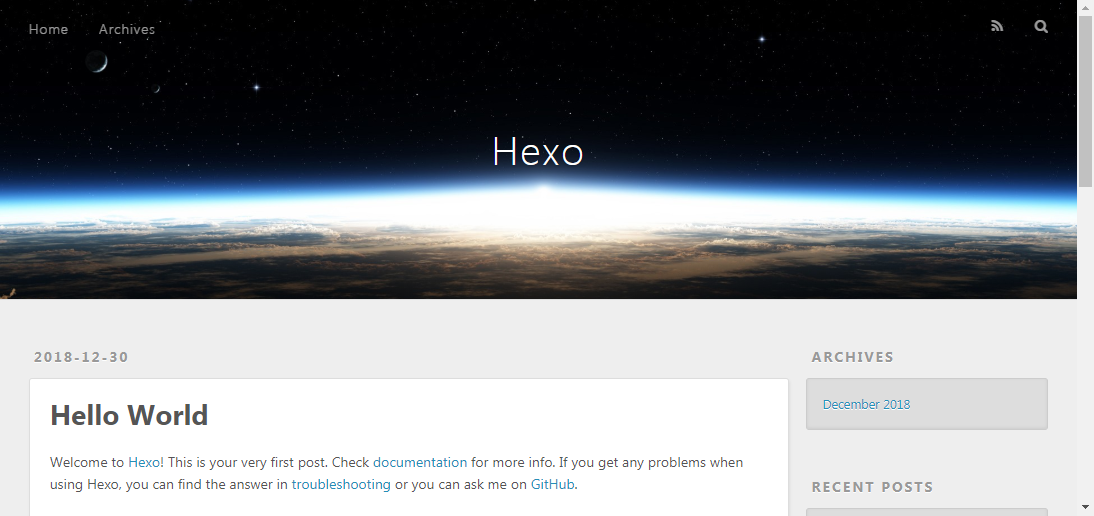 Home Archives
Hexo
2018-12-30
Hello World
Welcome to Hexo! This is your very first post. Check documentation for more info. If you get any problems when
using Hexo, you can find the answer in troubleshooting or you can ask me on GitHub.
ARCHIVES
December 2018
RECENT POSTS